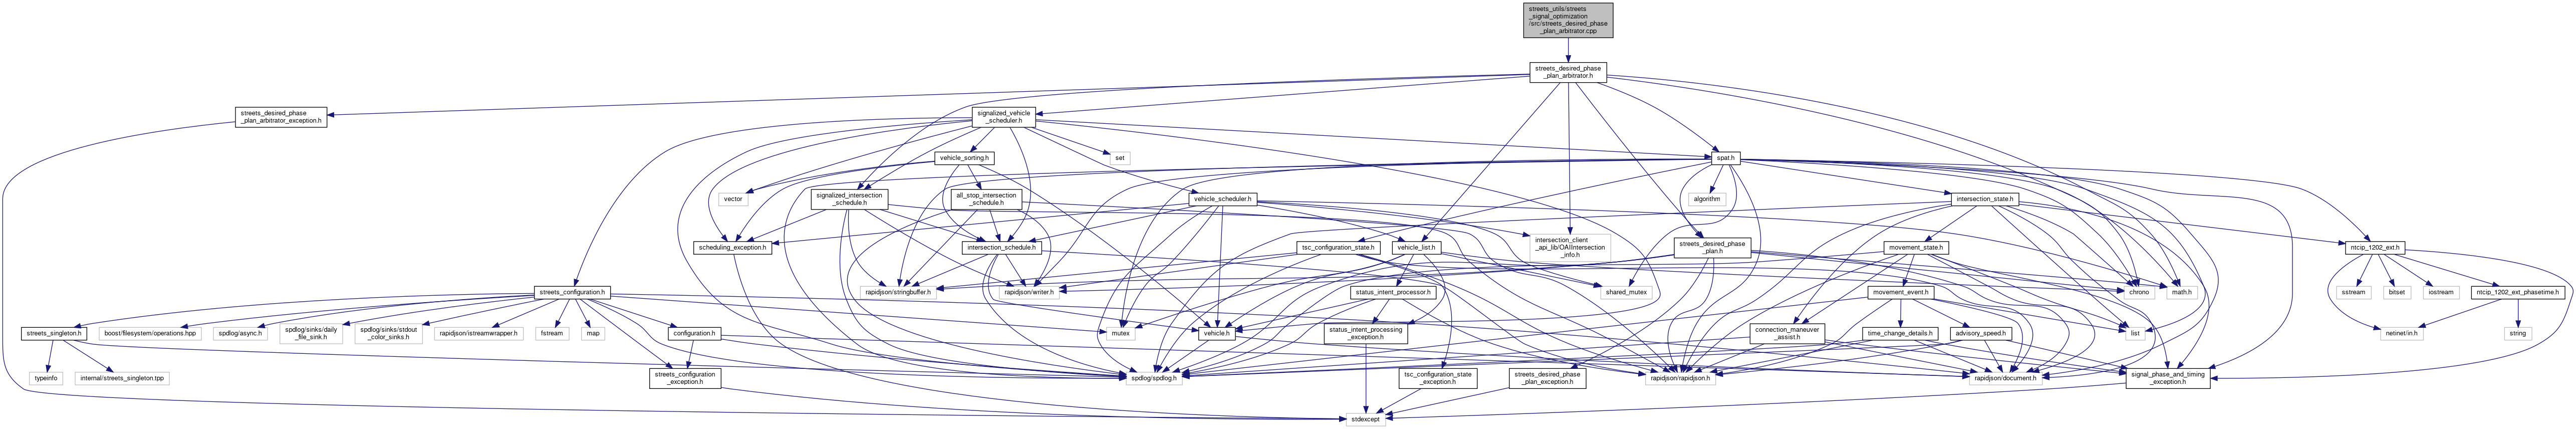 streets_utils/streets
_signal_optimization
/src/streets_desired_phase
_plan_arbitrator.cpp
streets_desired_phase
_plan_arbitrator.h
streets_desired_phase
_plan_arbitrator_exception.h
signalized_vehicle
_scheduler.h
vehicle_sorting.h
set
spat.h
vector
signalized_intersection
_schedule.h
all_stop_intersection
_schedule.h
vehicle_scheduler.h
algorithm
intersection_state.h
scheduling_exception.h
intersection_schedule.h
intersection_client
_api_lib/OAIIntersection
_info.h
tsc_configuration_state.h
vehicle_list.h
streets_desired_phase
_plan.h
movement_state.h
ntcip_1202_ext.h
streets_configuration.h
rapidjson/stringbuffer.h
rapidjson/writer.h
status_intent_processor.h
shared_mutex
movement_event.h
chrono
math.h
sstream
bitset
iostream
ntcip_1202_ext_phasetime.h
streets_singleton.h
boost/filesystem/operations.hpp
spdlog/async.h
spdlog/sinks/daily
_file_sink.h
spdlog/sinks/stdout
_color_sinks.h
rapidjson/istreamwrapper.h
fstream
map
configuration.h
mutex
vehicle.h
status_intent_processing
_exception.h
connection_maneuver
_assist.h
time_change_details.h
advisory_speed.h
list
netinet/in.h
string
typeinfo
internal/streets_singleton.tpp
streets_configuration
_exception.h
spdlog/spdlog.h
tsc_configuration_state
_exception.h
streets_desired_phase
_plan_exception.h
rapidjson/rapidjson.h
rapidjson/document.h
signal_phase_and_timing
_exception.h
stdexcept